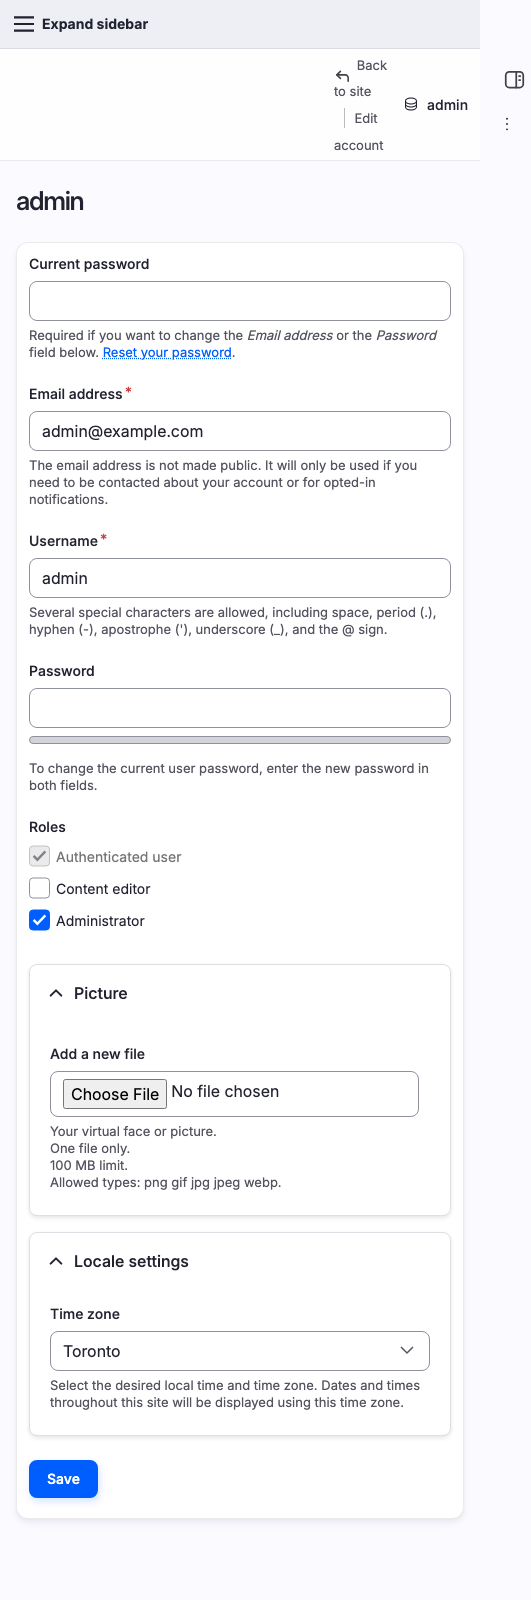 Expand sidebar
Back
to site
Edit
account
admin
admin
Current password
Required if you want to change the Email address or the Password
field below. Reset your password.
Email address*
admin@example.com
The email address is not made public. It will only be used if you
need to be contacted about your account or for opted-in
notifications.
Username*
admin
Several special characters are allowed, including space, period (.),
hyphen (-), apostrophe ('), underscore (_), and the @ sign.
Password
To change the current user password, enter the new password in
both fields.
Roles
Authenticated user
Content editor
Administrator
Picture
Add a new file
Choose File No file chosen
Your virtual face or picture.
One file only.
100 MB limit.
Allowed types: png gif jpg jpeg webp.
Locale settings
Time zone
Toronto
Select the desired local time and time zone. Dates and times
throughout this site will be displayed using this time zone.
Save